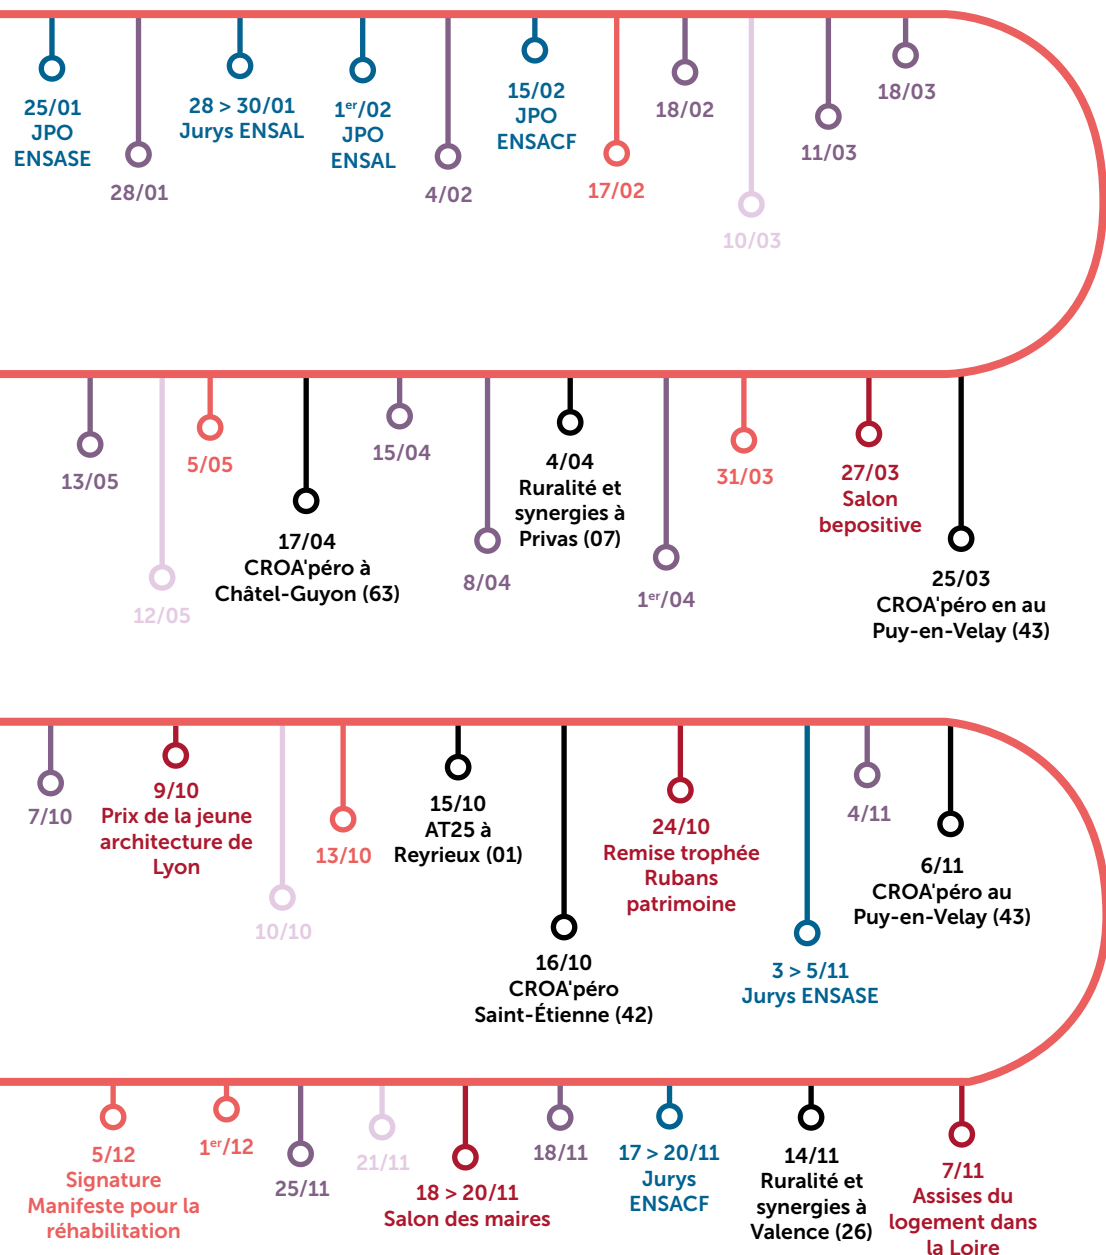 25/01
JPO
ENSASE
28/01
28 > 30/01
Jurys ENSAL
1er/02
JPO
ENSAL
4/02
15/02
JPO
ENSACF
17/02
18/02
10/03
11/03
18/03
13/05
12/05
5/05
17/04
CROA'péro à
Châtel-Guyon (63)
15/04
8/04
4/04
Ruralité et
synergies à
Privas (07)
1er/04
31/03
27/03
Salon
bepositive
25/03
CROA'péro en au
Puy-en-Velay (43)
7/10
9/10
Prix de la jeune
architecture de
Lyon
10/10
13/10
15/10
AT25 à
Reyrieux (01)
16/10
CROA'péro
Saint-Étienne (42)
24/10
Remise trophée
Rubans
patrimoine
3 > 5/11
Jurys ENSASE
4/11
6/11
CROA'péro au
Puy-en-Velay (43)
5/12
Signature
Manifeste pour la
réhabilitation
1er/12
25/11
21/11
18 > 20/11
Salon des maires
18/11
17 > 20/11
Jurys
ENSACF
14/11
Ruralité et
synergies à
Valence (26)
7/11
Assises du
logement dans
la Loire